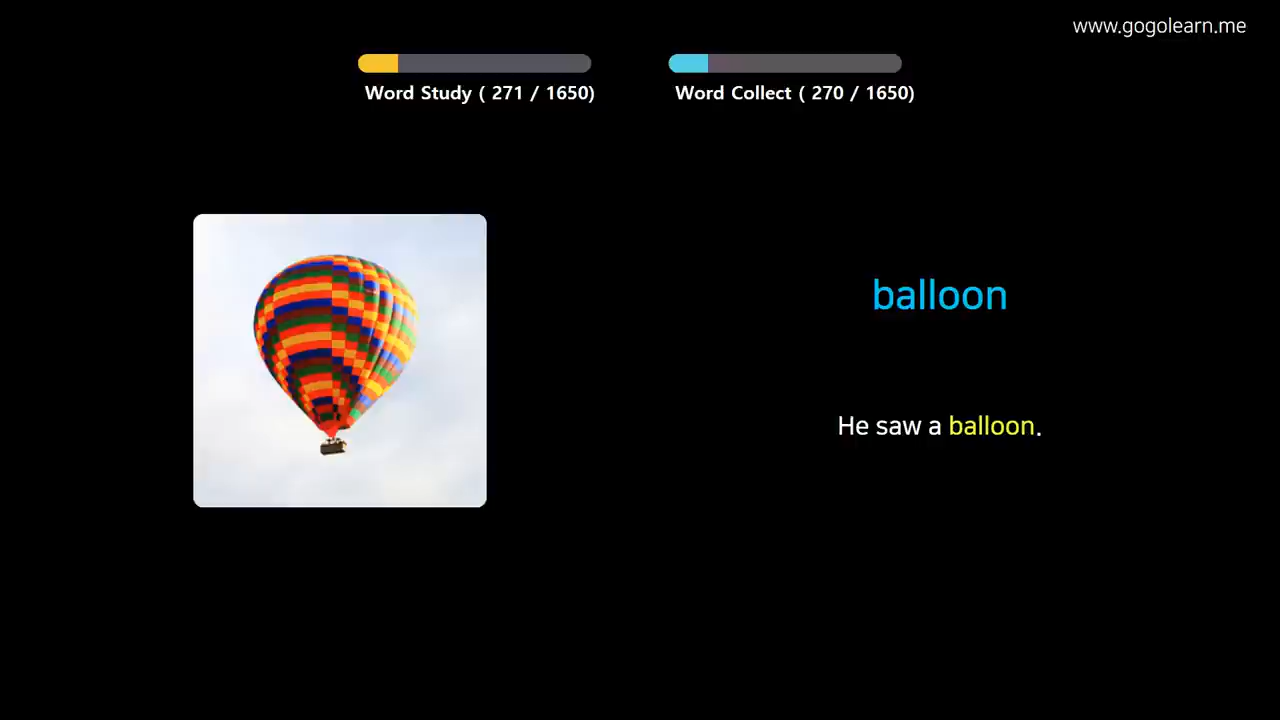 www.gogolearn.me
Word Study ( 271 / 1650)
Word Collect ( 270 / 1650)
balloon
He saw a balloon.